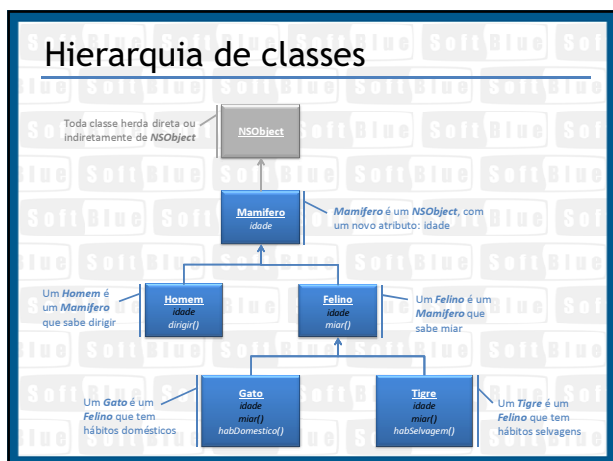 Hierarquia de classes
Toda classe herda direta ou
indiretamente de NSObject
NSObject
Mamifero
idade
Mamifero é um NSObject, com
um novo atributo: idade
Um Homem é
um Mamifero
que sabe dirigir
Homem
idade
dirigir()
Felino
idade
miar()
Um Felino é um
Mamifero que
sabe miar
Um Gato é um
Felino que tem
hábitos domésticos
Gato
idade
miar()
habDomestico()
Tigre
idade
miar()
habSelvagem()
Um Tigre é um
Felino que tem
hábitos selvagens